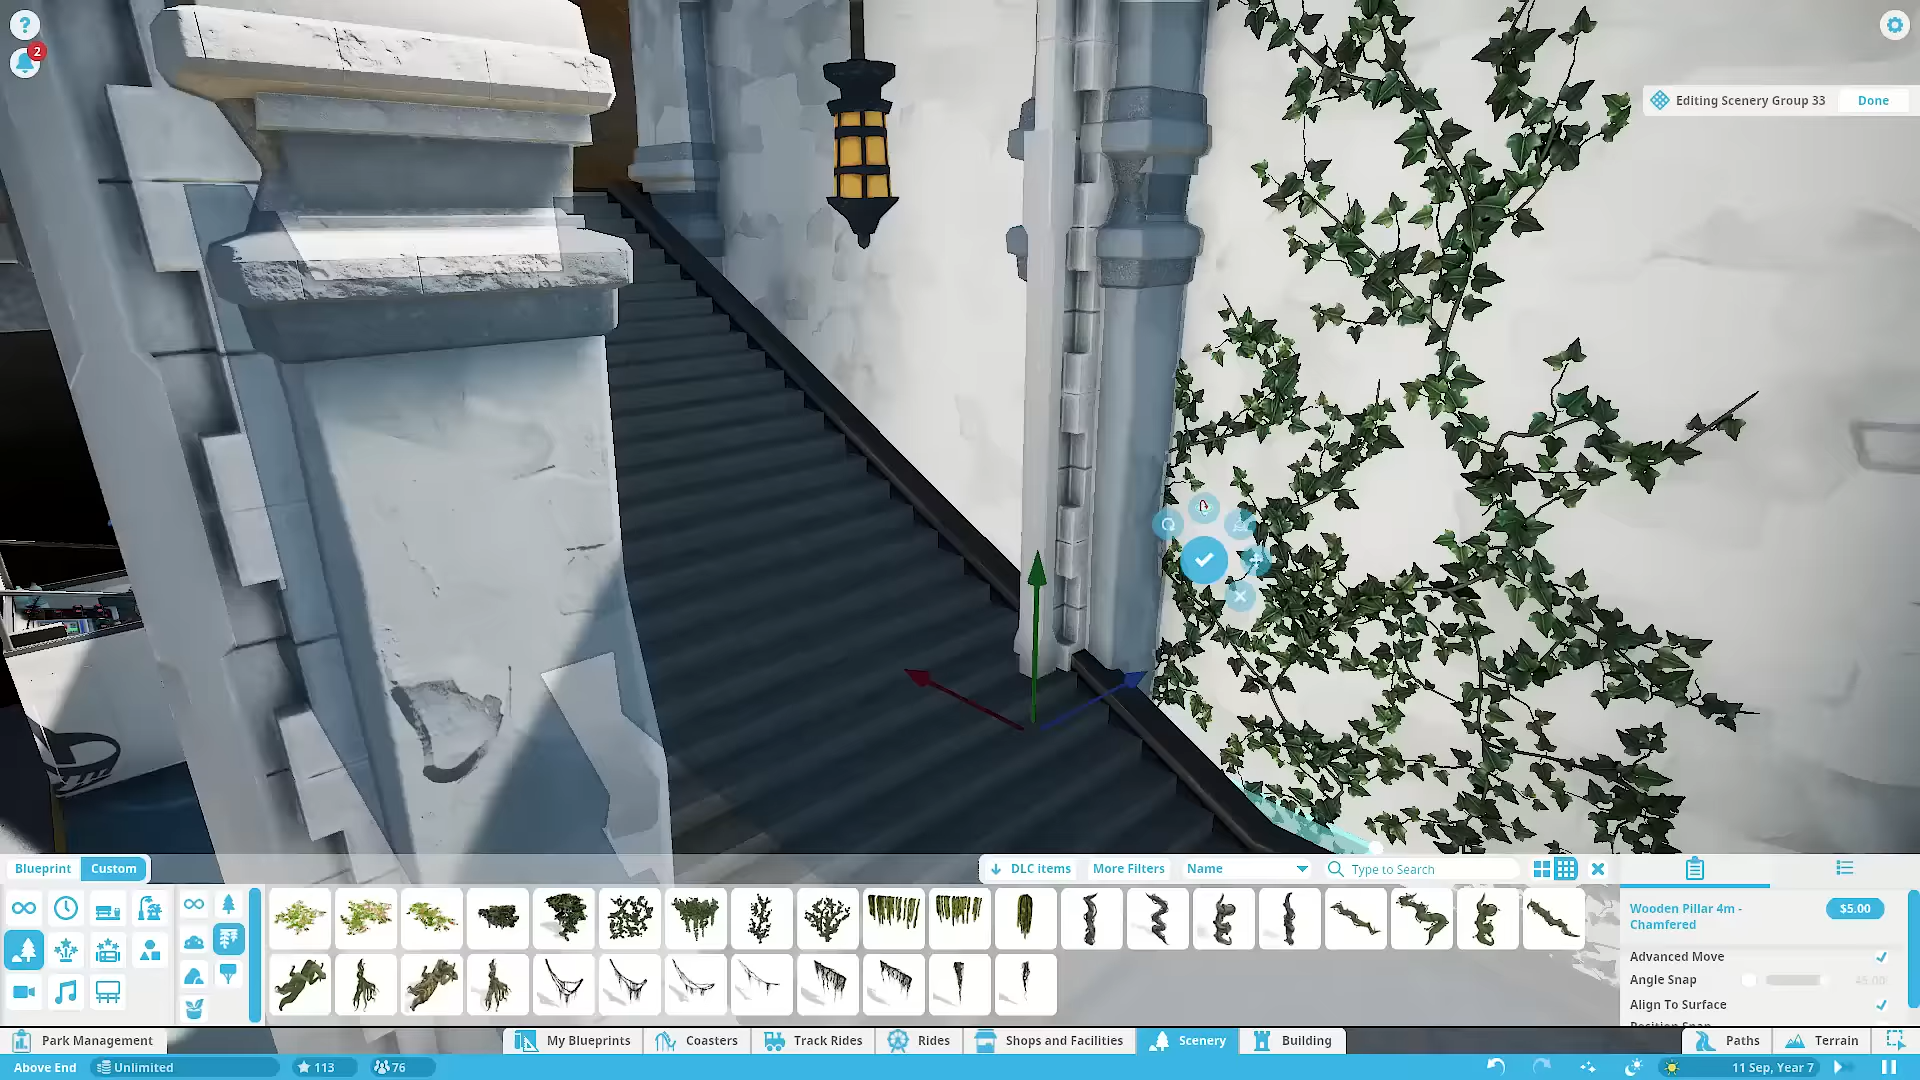 ?
2
Editing Scenery Group 33
Done
Blueprint
Custom
DLC items
More Filters
Name
Type to Search
Wooden Pillar 4m -
Chamfered
$5.00
Advanced Move
Angle Snap
45.00
Align To Surface
Park Management
My Blueprints
Coasters
Track Rides
Rides
Shops and Facilities
Scenery
Building
Paths
Terrain
Above End
Unlimited
113
76
11 Sep, Year 7